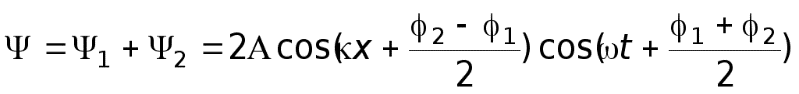 Ψ = Ψ₁ + Ψ₂ = 2A cos(κx + (ϕ₂ - ϕ₁)/2) cos(ωt + (ϕ₁ + ϕ₂)/2)